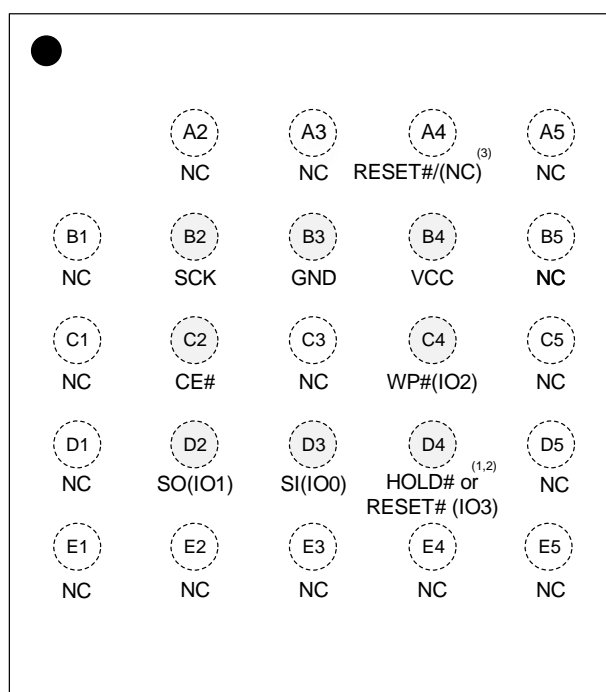 A2 A3 A4 A5
(3)
NC NC RESET#/(NC) NC
B1 B2 B3 B4 B5
NC SCK GND VCC NC
C1 C2 C3 C4 C5
NC CE# NC WP#(IO2) NC
D1 D2 D3 D4 D5
(1,2)
NC SO(IO1) SI(IO0) HOLD# or NC
RESET# (IO3)
E1 E2 E3 E4 E5
NC NC NC NC NC